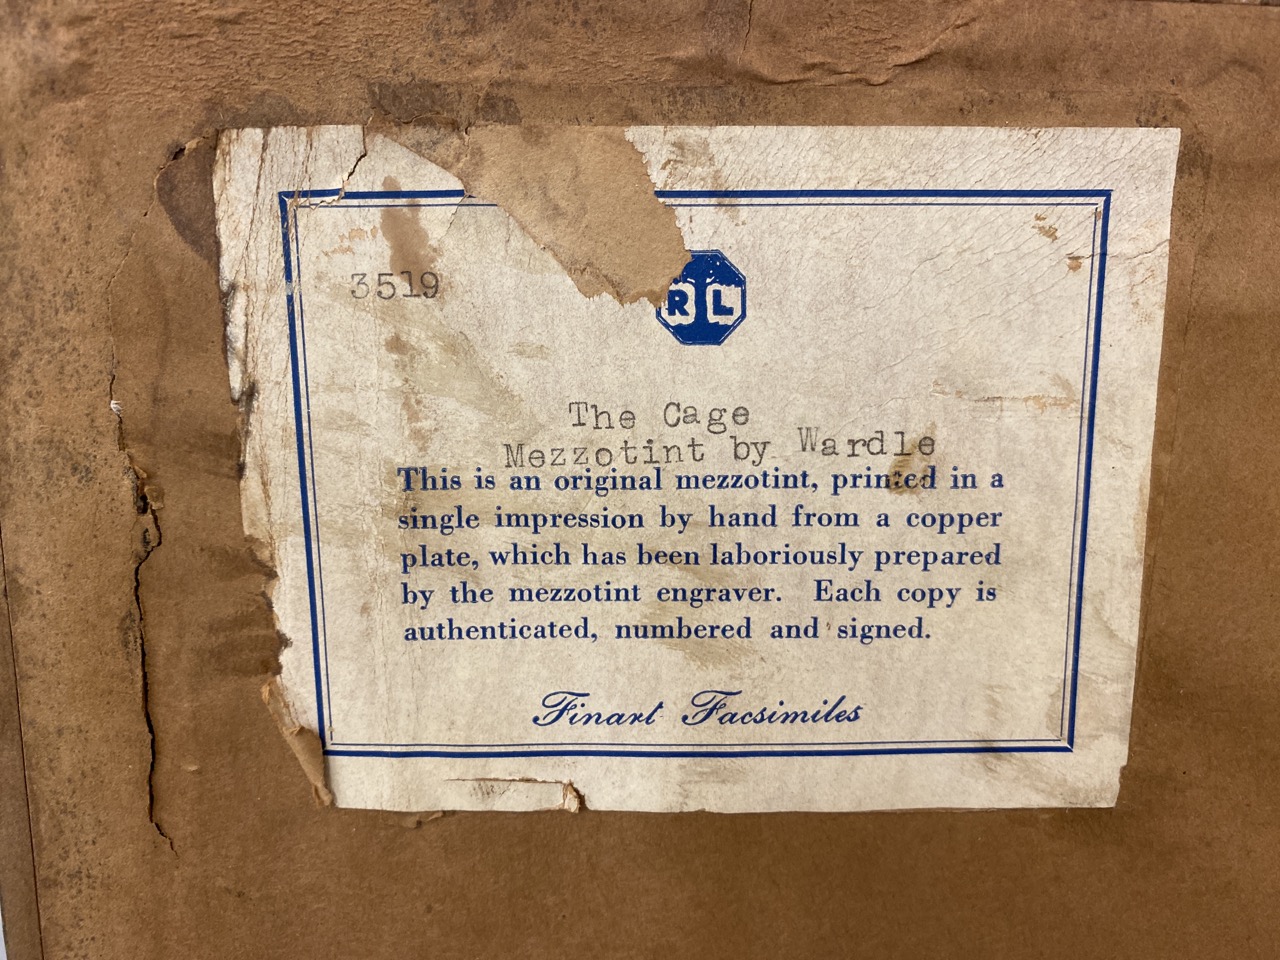 3519
R L
The Cage
Mezzotint by Wardle
This is an original mezzotint, printed in a
single impression by hand from a copper
plate, which has been laboriously prepared
by the mezzotint engraver. Each copy is
authenticated, numbered and signed.
Finart Facsimiles